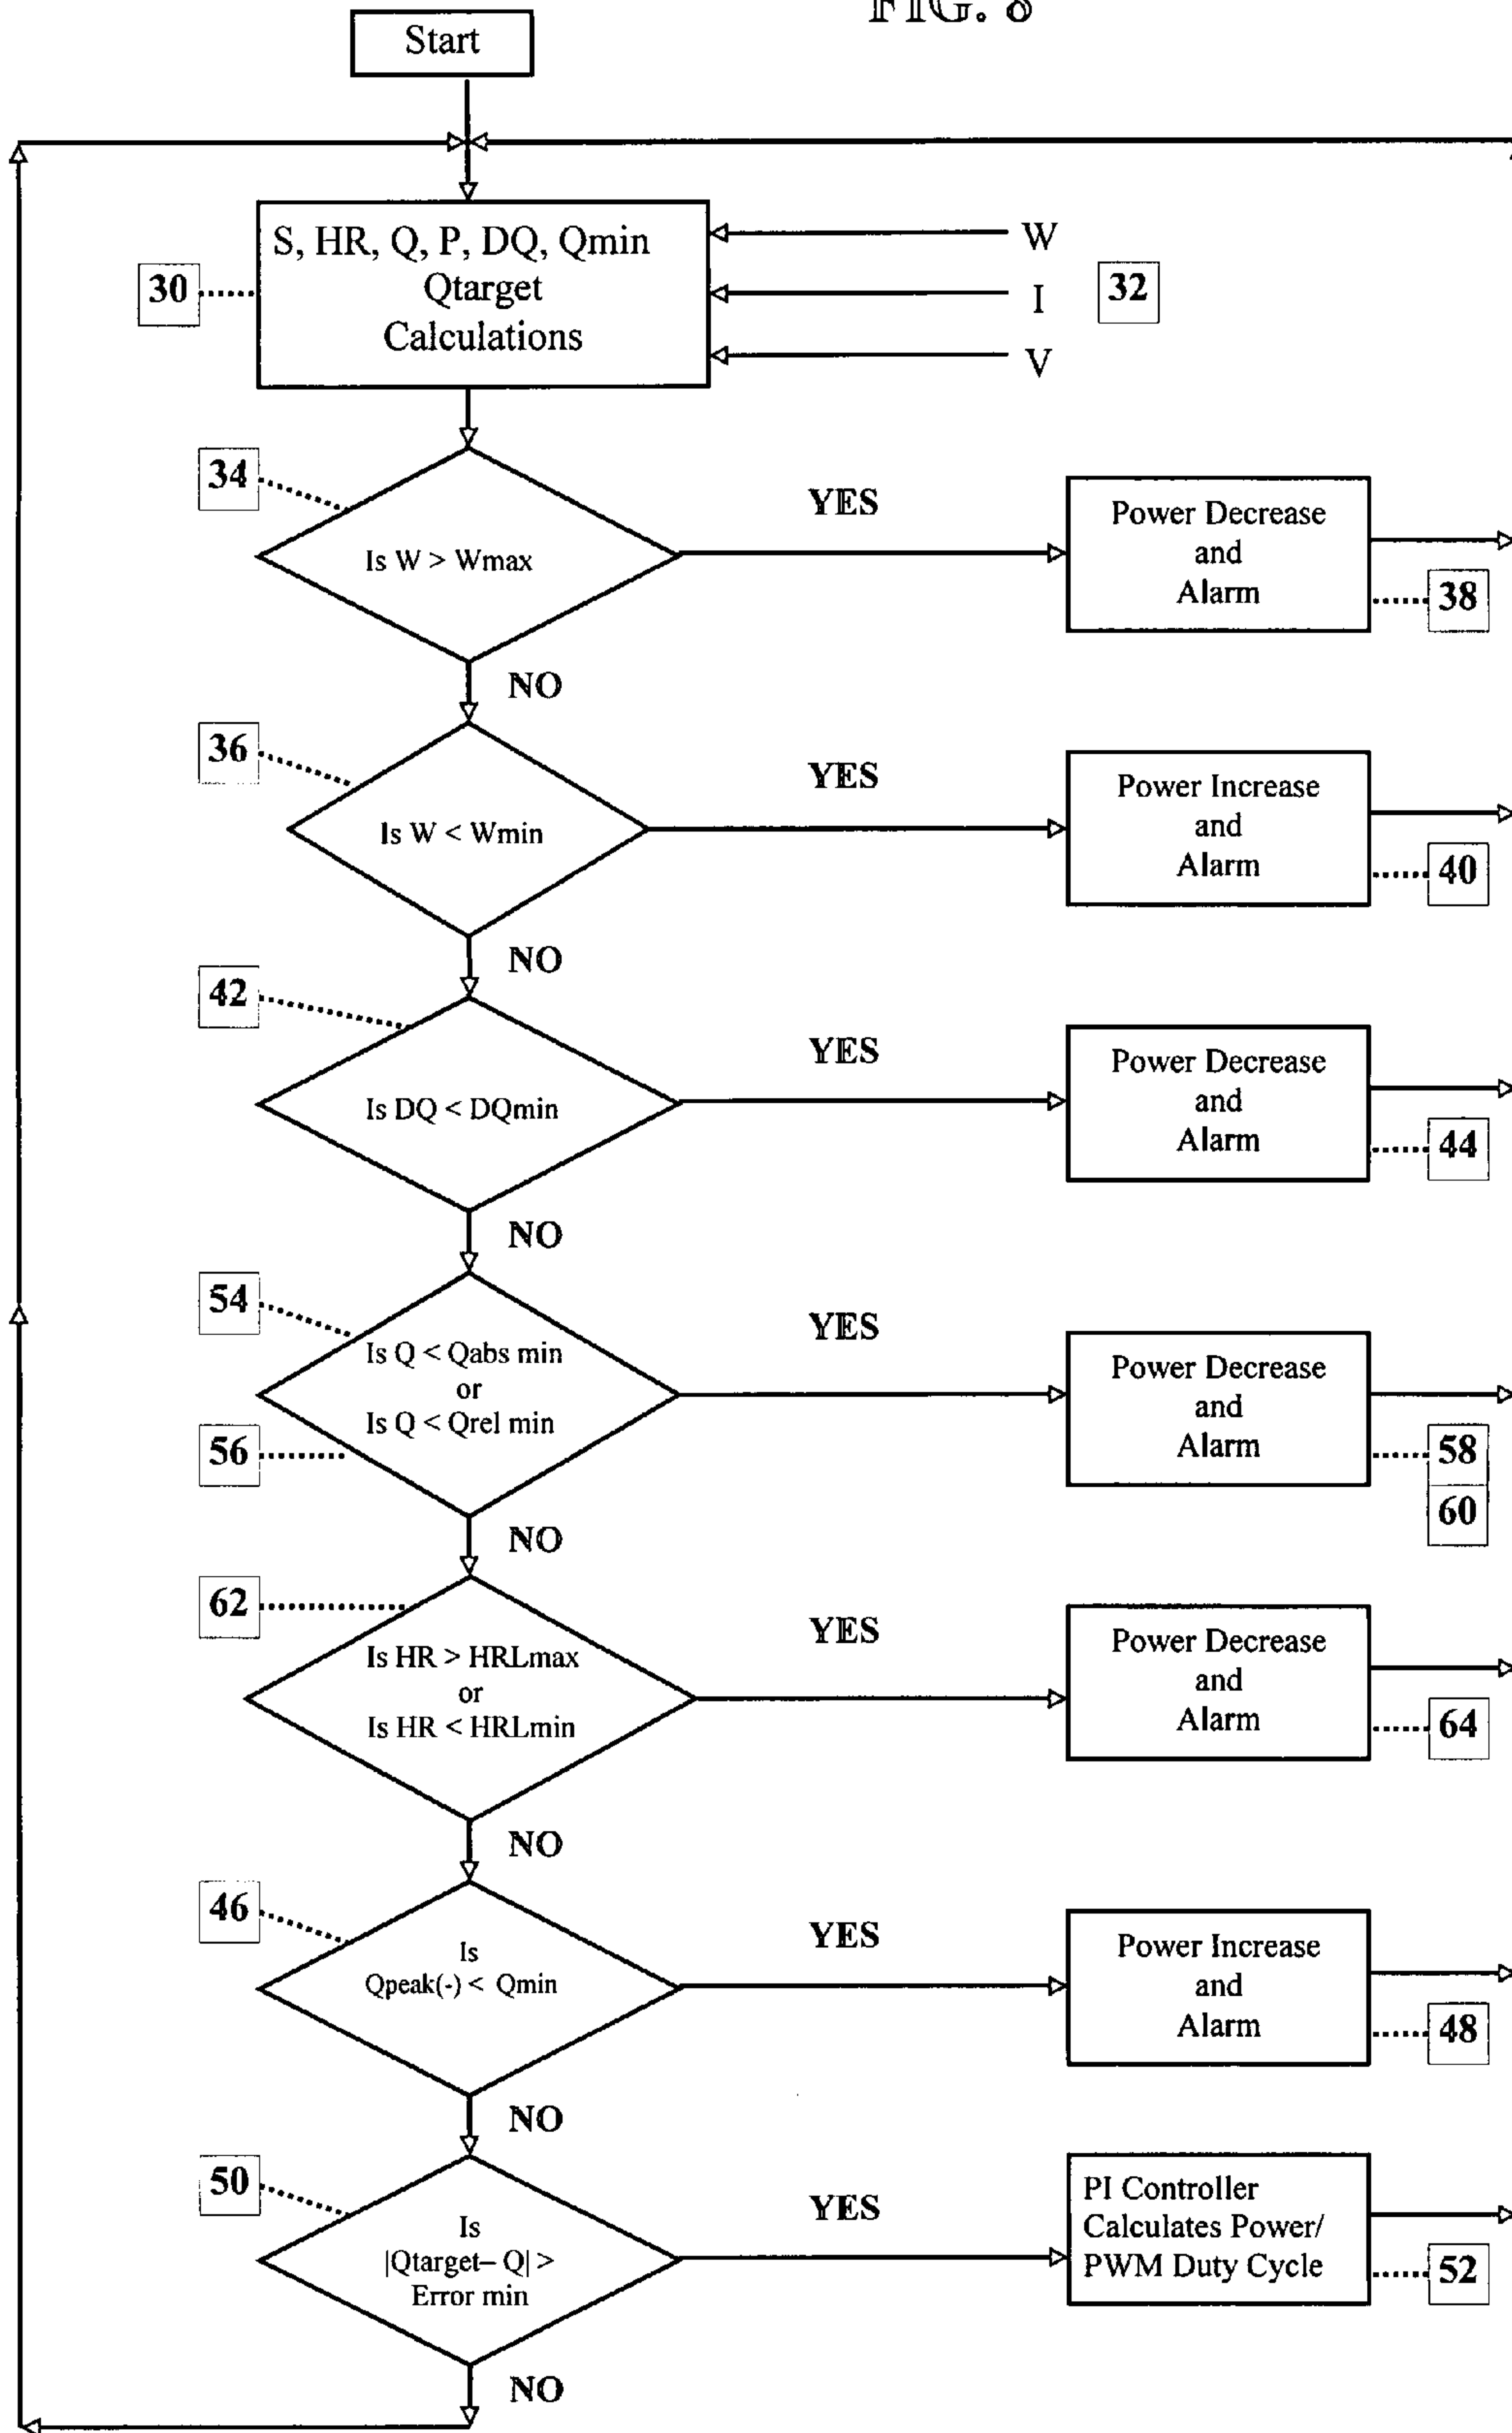 FIG. 8
Start
S, HR, Q, P, DQ, Qmin
Qtarget
Calculations
30
W
I
V
32
34
Is W > Wmax
YES
Power Decrease
and
Alarm
38
NO
36
Is W < Wmin
YES
Power Increase
and
Alarm
40
NO
42
Is DQ < DQmin
YES
Power Decrease
and
Alarm
44
NO
54
Is Q < Qabs min
or
Is Q < Qrel min
56
YES
Power Decrease
and
Alarm
58
60
NO
62
Is HR > HRLmax
or
Is HR < HRLmin
YES
Power Decrease
and
Alarm
64
NO
46
Is
Qpeak(-) < Qmin
YES
Power Increase
and
Alarm
48
NO
50
Is
|Qtarget– Q| >
Error min
YES
PI Controller
Calculates Power/
PWM Duty Cycle
52
NO